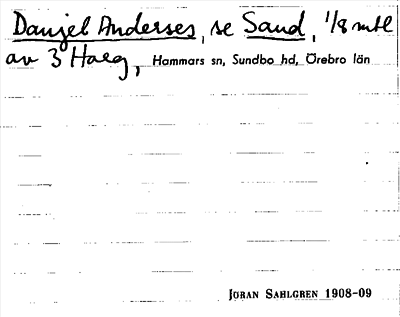 Danjel Anderses, se Sand, 1/8 mtl
av 3 Haeg, Hammars sn, Sundbo hd, Örebro län
JÖRAN SAHLGREN 1908-09